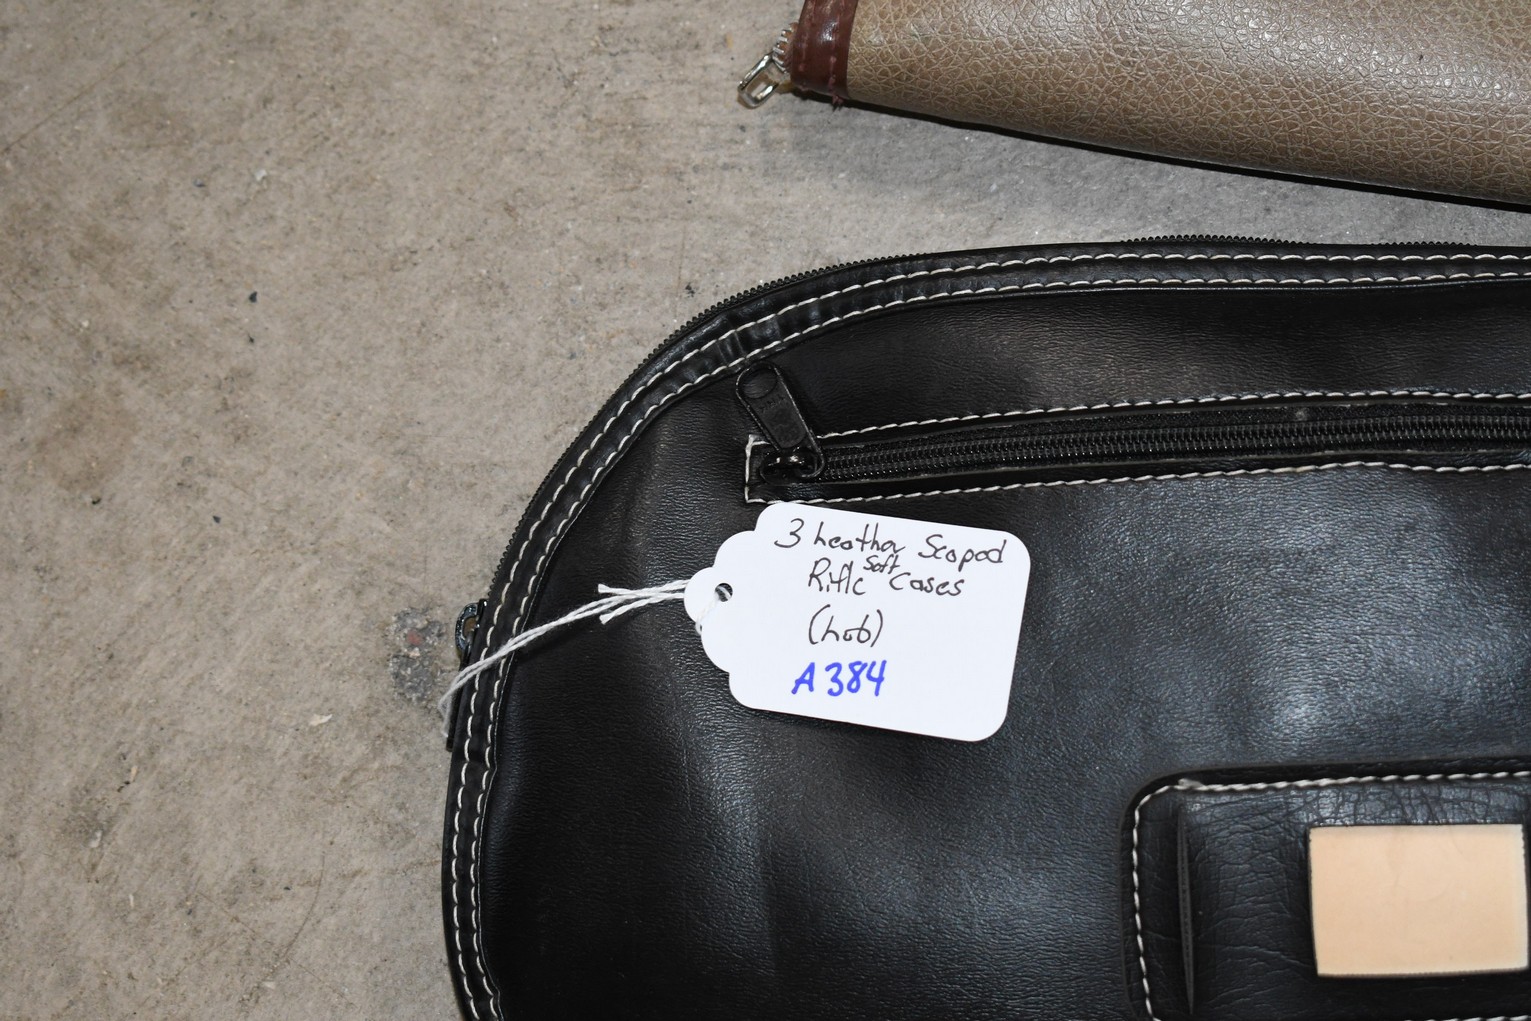 3 Leather Scoped
Rifle Soft Cases
(Lot)
A384